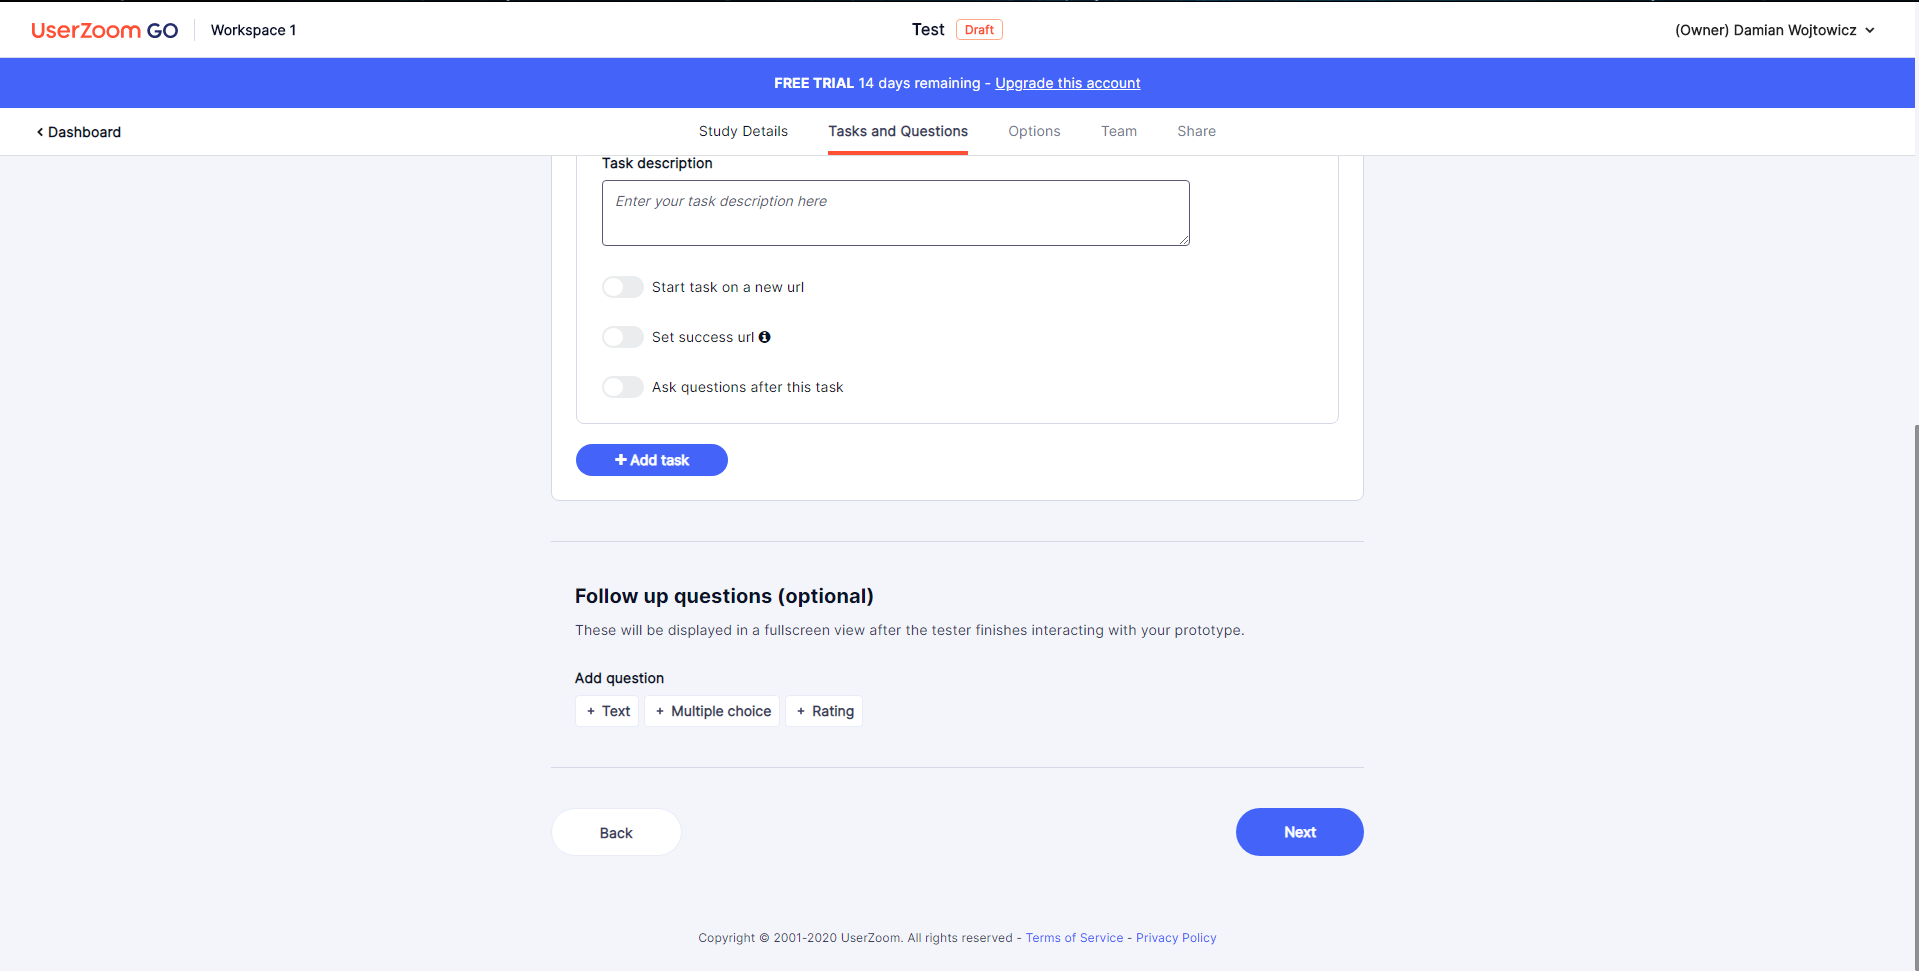 UserZoom GO
Workspace 1
Test
Draft
(Owner) Damian Wojtowicz
FREE TRIAL 14 days remaining - Upgrade this account
Dashboard
Study Details
Tasks and Questions
Options
Team
Share
Task description
Enter your task description here
Start task on a new url
Set success url
Ask questions after this task
+ Add task
Follow up questions (optional)
These will be displayed in a fullscreen view after the tester finishes interacting with your prototype.
Add question
+ Text
+ Multiple choice
+ Rating
Back
Next
Copyright © 2001-2020 UserZoom. All rights reserved - Terms of Service - Privacy Policy